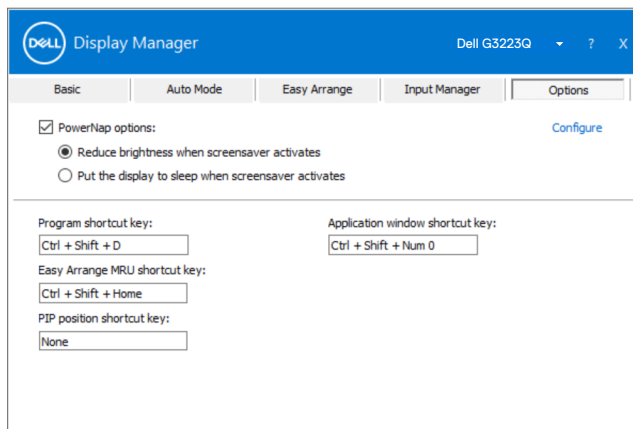 DELL Display Manager Dell G3223Q ? X
Basic Auto Mode Easy Arrange Input Manager Options
PowerNap options: Configure
Reduce brightness when screensaver activates
Put the display to sleep when screensaver activates
Program shortcut key: Application window shortcut key:
Ctrl + Shift + D Ctrl + Shift + Num 0
Easy Arrange MRU shortcut key:
Ctrl + Shift + Home
PIP position shortcut key:
None